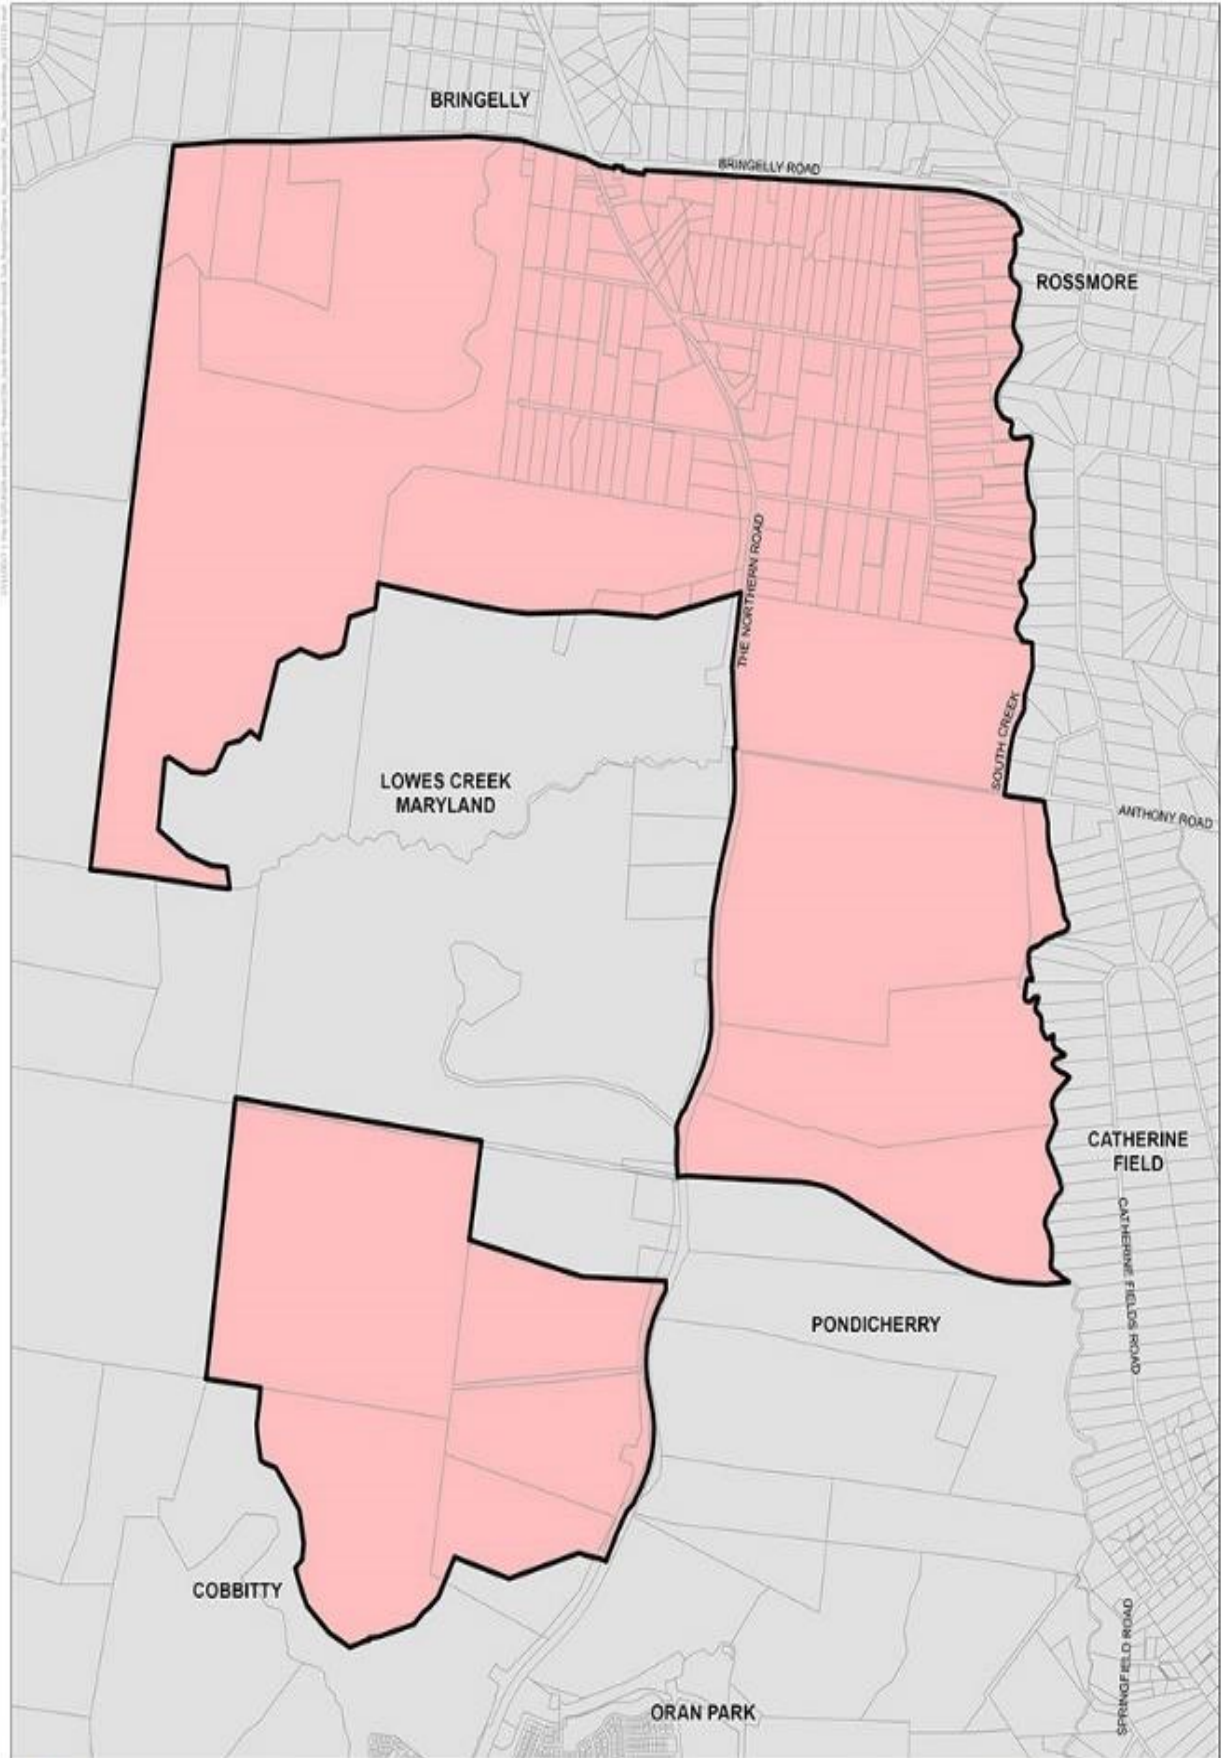 BRINGELLY
BRINGELLY ROAD
ROSSMORE
THE NORTHERN ROAD
SOUTH CREEK
LOWES CREEK
MARYLAND
ANTHONY ROAD
CATHERINE
FIELD
CATHERINE FIELDS ROAD
PONDICHERRY
COBBITTY
SPRINGFIELD ROAD
ORAN PARK